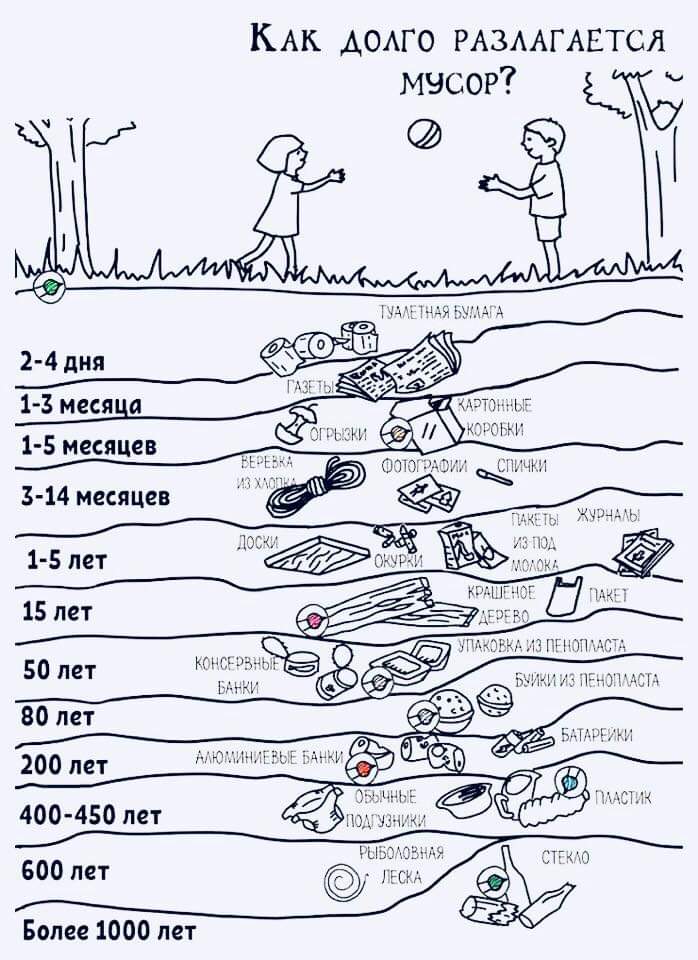 Как долго разлагается
мусор?
ТУАЛЕТНАЯ БУМАГА
2-4 дня
ГАЗЕТЫ
1-3 месяца
КАРТОННЫЕ
ОГРЫЗКИ
КОРОБКИ
1-5 месяцев
ВЕРЕВКА
ИЗ ХЛОПКА
ФОТОГРАФИИ
СПИЧКИ
3-14 месяцев
ПАКЕТЫ
ИЗ-ПОД
МОЛОКА
ЖУРНАЛЫ
ДОСКИ
ОКУРКИ
1-5 лет
КРАШЕНОЕ
ДЕРЕВО
ПАКЕТ
15 лет
УПАКОВКА ИЗ ПЕНОПЛАСТА
КОНСЕРВНЫЕ
БАНКИ
50 лет
БУЙКИ ИЗ ПЕНОПЛАСТА
80 лет
БАТАРЕЙКИ
АЛЮМИНИЕВЫЕ БАНКИ
200 лет
ОБЫЧНЫЕ
ПОДГУЗНИКИ
ПЛАСТИК
400-450 лет
РЫБОЛОВНАЯ
ЛЕСКА
СТЕКЛО
600 лет
Более 1000 лет